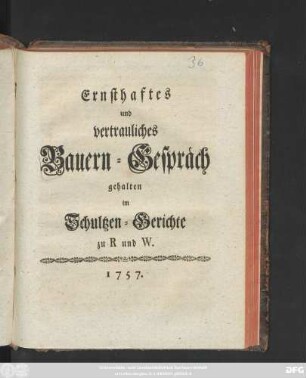 36
Ernsthaftes
und
vertrauliches
Bauern-Gespräch
gehalten
im
Schultzen-Gerichte
zu R und W.
1757.